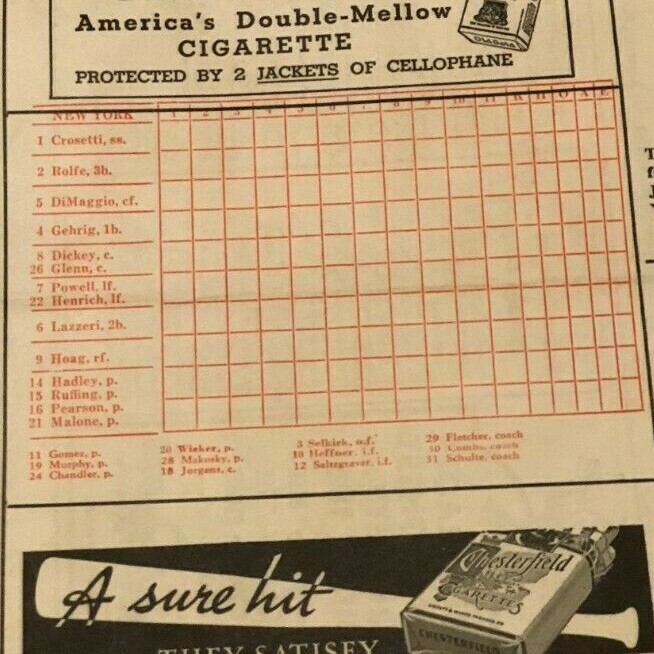 America's Double-Mellow
CIGARETTE
PROTECTED BY 2 JACKETS OF CELLOPHANE
NEW YORK 1 2 3 4 5 6 7 8 9 10 11 R H O A E
1 Crosetti, ss.
2 Rolfe, 3b.
5 DiMaggio, cf.
4 Gehrig, 1b.
8 Dickey, c.
26 Glenn, c.
7 Powell, lf.
22 Henrich, lf.
6 Lazzeri, 2b.
9 Hoag, rf.
14 Hadley, p.
15 Ruffing, p.
16 Pearson, p.
21 Malone, p.
11 Gomez, p.
19 Murphy, p.
24 Chandler, p.
20 Wicker, p.
28 Makosky, p.
18 Jorgens, c.
3 Selkirk, o.f.
10 Heffner, i.f.
12 Saltzgraver, i.f.
29 Fletcher, coach
30 Combs, coach
31 Schulte, coach
A sure hit
THEY SATISFY
Chesterfield
CIGARETTES
CHESTERFIELD